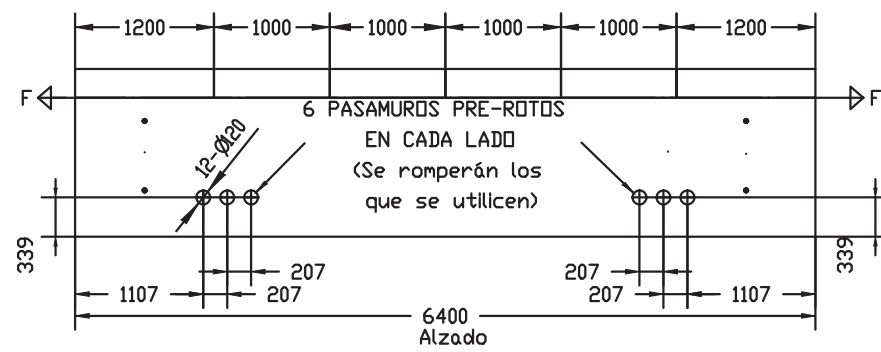 1200 1000 1000 1000 1000 1200
F F
6 PASAMUROS PRE-ROTOS
EN CADA LADO
(Se romperán los
que se utilicen)
12-Ø120
339 339
207 207
1107 207 207 1107
6400
Alzado